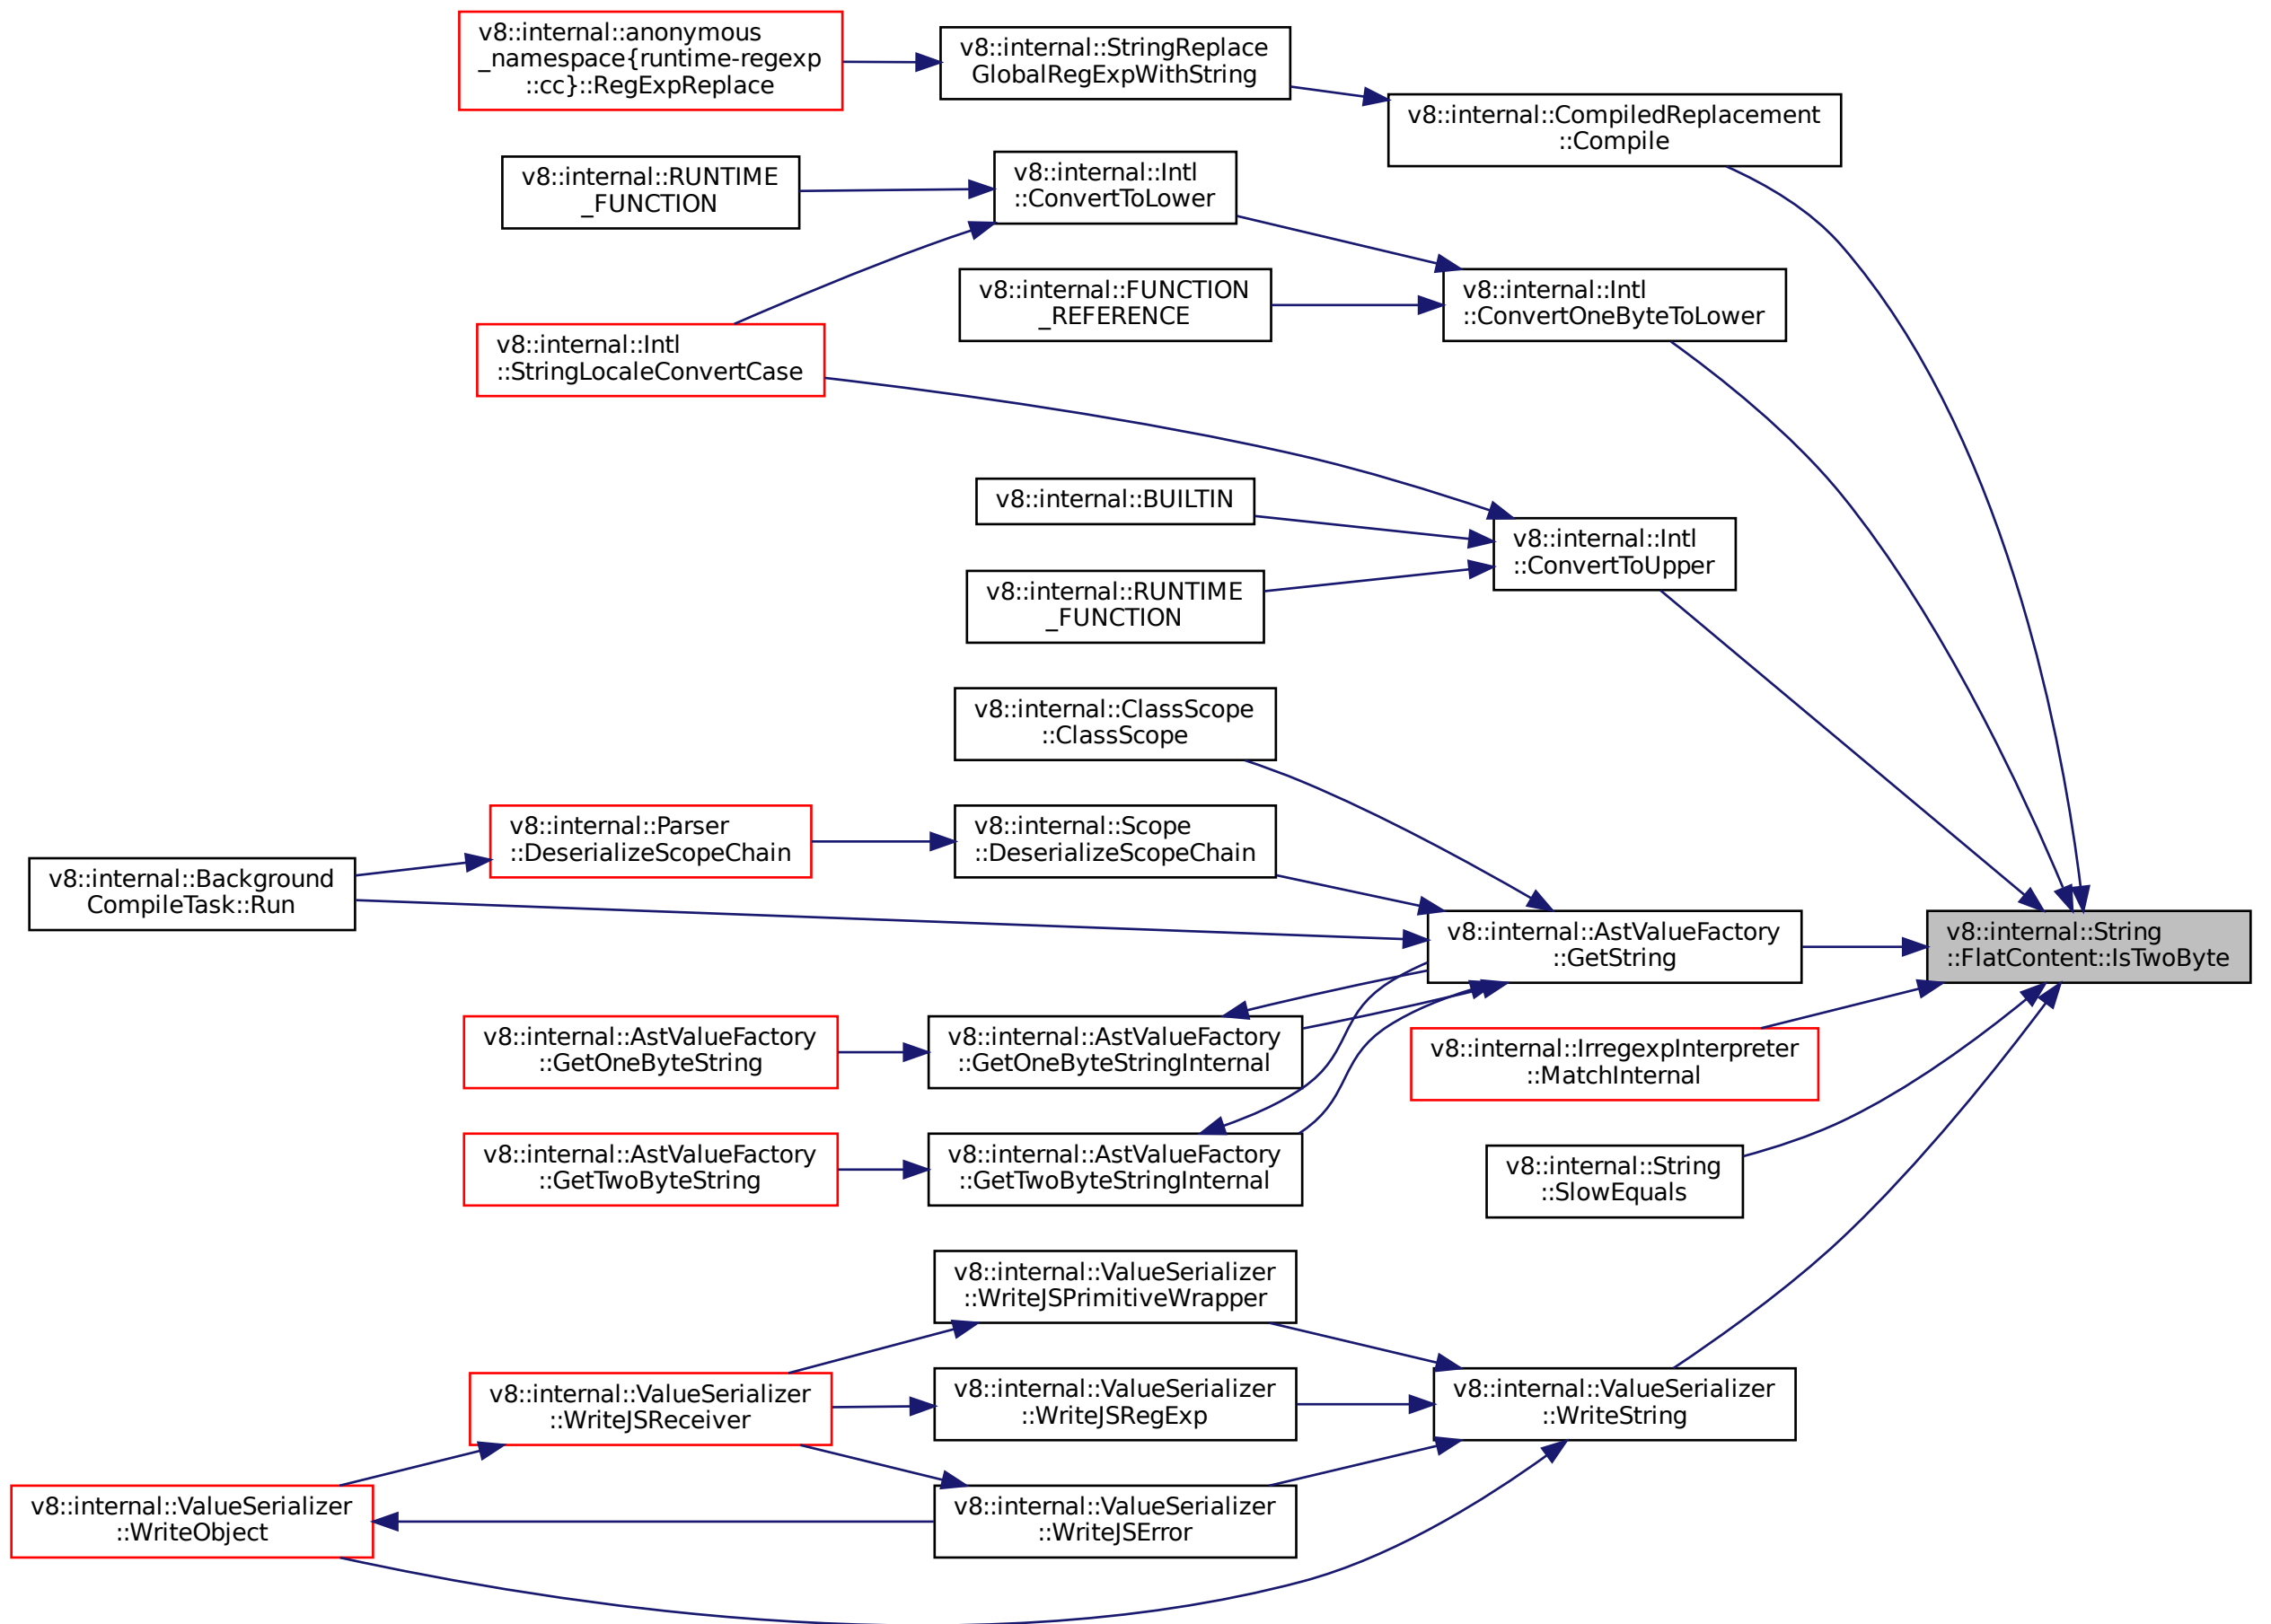 v8::internal::anonymous
_namespace{runtime-regexp
::cc}::RegExpReplace
v8::internal::StringReplace
GlobalRegExpWithString
v8::internal::CompiledReplacement
::Compile
v8::internal::RUNTIME
_FUNCTION
v8::internal::Intl
::ConvertToLower
v8::internal::FUNCTION
_REFERENCE
v8::internal::Intl
::ConvertOneByteToLower
v8::internal::Intl
::StringLocaleConvertCase
v8::internal::BUILTIN
v8::internal::Intl
::ConvertToUpper
v8::internal::RUNTIME
_FUNCTION
v8::internal::ClassScope
::ClassScope
v8::internal::Parser
::DeserializeScopeChain
v8::internal::Scope
::DeserializeScopeChain
v8::internal::Background
CompileTask::Run
v8::internal::AstValueFactory
::GetString
v8::internal::String
::FlatContent::IsTwoByte
v8::internal::AstValueFactory
::GetOneByteString
v8::internal::AstValueFactory
::GetOneByteStringInternal
v8::internal::IrregexpInterpreter
::MatchInternal
v8::internal::AstValueFactory
::GetTwoByteString
v8::internal::AstValueFactory
::GetTwoByteStringInternal
v8::internal::String
::SlowEquals
v8::internal::ValueSerializer
::WriteJSPrimitiveWrapper
v8::internal::ValueSerializer
::WriteJSReceiver
v8::internal::ValueSerializer
::WriteJSRegExp
v8::internal::ValueSerializer
::WriteString
v8::internal::ValueSerializer
::WriteObject
v8::internal::ValueSerializer
::WriteJSError